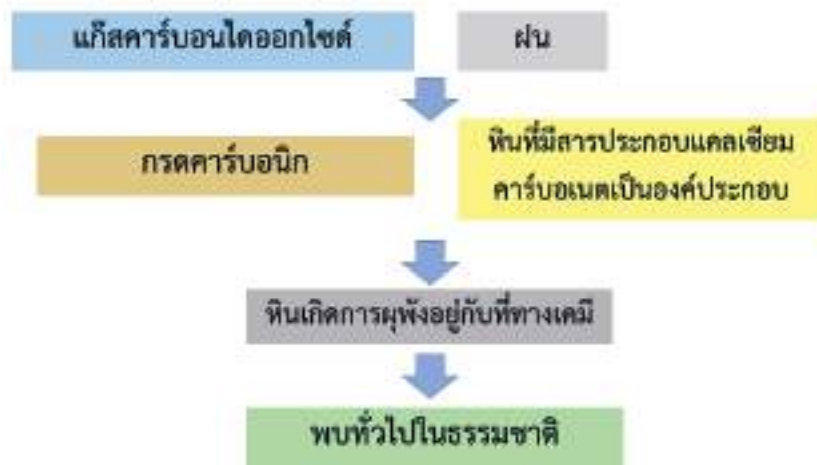 แก๊สคาร์บอนไดออกไซด์
ฝน
กรดคาร์บอนิก
หินที่มีสารประกอบแคลเซียม
คาร์บอเนตเป็นองค์ประกอบ
หินเกิดการผุพังอยู่กับที่ทางเคมี
พบทั่วไปในธรรมชาติ